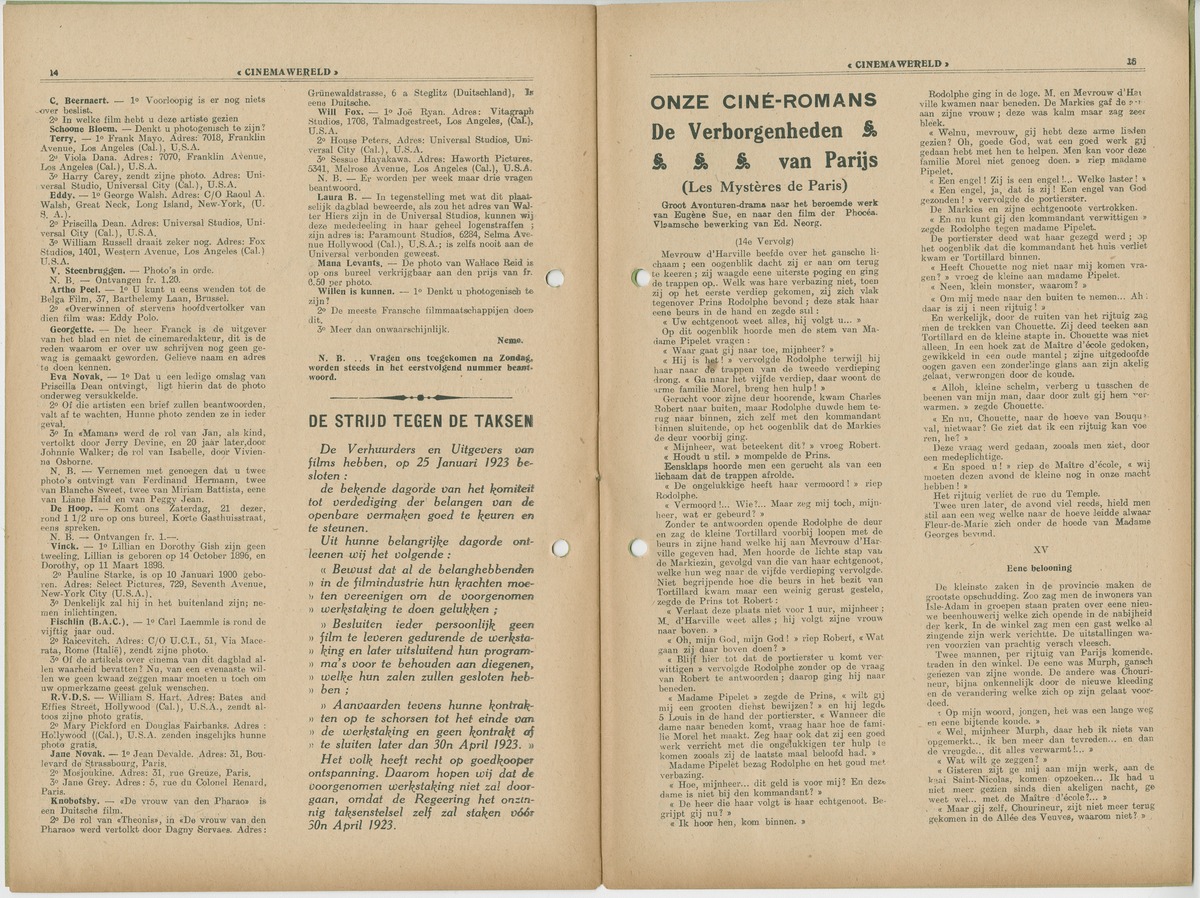 14
« CINEMAWERELD »
C. Beernaert. — 1º Voorloopig is er nog niets
over beslist.
2º In welke film hebt u deze artiste gezien
Schoone Bloem. — Denkt u photogenisch te zijn?
Terry. — 1º Frank Mayo. Adres: 7018, Franklin
Avenue, Los Angeles (Cal.), U.S.A.
2º Viola Dana. Adres: 7070, Franklin Avenue,
Los Angeles (Cal.), U.S.A.
3º Harry Carey, zendt zijne photo. Adres: Uni-
versal Studio, Universal City (Cal.), U.S.A.
Eddy. — 1º George Walsh. Adres: C/O Raoul A.
Walsh, Great Neck, Long Island, New-York, (U.
S. A.).
2º Priscilla Dean. Adres: Universal Studios, Uni-
versal City (Cal.), U.S.A.
3º William Russell draait zeker nog. Adres: Fox
Studios, 1401, Western Avenue, Los Angeles (Cal.)
U.S.A.
V. Steenbruggen. — Photo's in orde.
N. B. — Ontvangen fr. 1.20.
Artho Peel. — 1º U kunt u eens wenden tot de
Belga Film, 37, Barthelemy Laan, Brussel.
2º «Overwinnen of sterven» hoofdvertolker van
dien film was: Eddy Polo.
Georgette. — De heer Franck is de uitgever
van het blad en niet de cinemaredakteur, dit is de
reden waarom er over uw schrijven nog geen ge-
wag is gemaakt geworden. Gelieve naam en adres
te doen kennen.
Eva Novak. — 1º Dat u een ledige omslag van
Priscilla Dean ontvingt, ligt hierin dat de photo
onderweg versukkelde.
2º Of die artisten een brief zullen beantwoorden,
valt af te wachten. Hunne photo zenden ze in ieder
geval.
3º In «Maman» werd de rol van Jan, als kind,
vertolkt door Jerry Devine, en 20 jaar later,door
Johnnie Walker; de rol van Isabelle, door Vivien-
ne Osborne.
N. B. — Vernemen met genoegen dat u twee
photo's ontvingt van Ferdinand Hermann, twee
van Blanche Sweet, twee van Miriam Battista, eene
van Liane Haid en van Peggy Jean.
De Hoop. — Komt ons Zaterdag, 21 dezer,
rond 1 1/2 ure op ons bureel, Korte Gasthuisstraat,
eens spreken.
N. B. — Ontvangen fr. 1.—.
Vinck. — 1º Lillian en Dorothy Gish zijn geen
tweeling. Lillian is geboren op 14 October 1896, en
Dorothy, op 11 Maart 1898.
2º Pauline Starke, is op 10 Januari 1900 gebo-
ren. Adres: Select Pictures, 729, Seventh Avenue,
New-York City (U.S.A.).
3º Denkelijk zal hij in het buitenland zijn; ne-
men inlichtingen.
Fischlin (B.A.C.). — 1º Carl Laemmle is rond de
vijftig jaar oud.
2º Raicevitch. Adres: C/O U.C.I., 51, Via Mace-
rata, Rome (Italië), zendt zijne photo.
3º Of de artikels over cinema van dit dagblad al-
len waarheid bevatten? Nu, van een evenaaste wil-
len we geen kwaad zeggen maar moeten u toch om
uw opmerkzame geest geluk wenschen.
R.V.D.S. — William S. Hart. Adres: Bates and
Effies Street, Hollywood (Cal.), U.S.A., zendt al-
toos zijne photo gratis.
2º Mary Pickford en Douglas Fairbanks. Adres:
Hollywood ((Cal.), U.S.A. zenden insgelijks hunne
photo gratis.
Jane Novak. — 1º Jean Devalde. Adres: 31, Bou-
levard de Strassbourg, Paris.
2º Mosjoukine. Adres: 31, rue Greuze, Paris.
3º Jane Grey. Adres: 5, rue du Colonel Renard,
Paris.
Knobotsby. — «De vrouw van den Pharao» is
een Duitsche film.
2º De rol van «Theonis», in «De vrouw van den
Pharao» werd vertolkt door Dagny Servaes. Adres:
Grünewaldstrasse, 6 a Steglitz (Duitschland), Is
eene Duitsche.
Will Fox. — 1º Joë Ryan. Adres: Vitagraph
Studios, 1708, Talmadgestreet, Los Angeles, (Cal.),
U.S.A.
2º House Peters, Adres: Universal Studios, Uni-
versal City (Cal.), U.S.A.
3º Sessue Hayakawa. Adres: Haworth Pictures.
5341, Melrose Avenue, Los Angeles (Cal.), U.S.A.
N. B. — Er worden per week maar drie vragen
beantwoord.
Laura B. — In tegenstelling met wat dit plaat-
selijk dagblad beweerde, als zou het adres van Wal-
ter Hiers zijn in de Universal Studios, kunnen wij
deze mededeeling in haar geheel logenstraffen;
zijn adres is: Paramount Studios, 6284, Selma Ave-
nue Hollywood (Cal.), U.S.A.; is zelfs nooit aan de
Universal verbonden geweest.
Mana Levants. — De photo van Wallace Reid is
op ons bureel verkrijgbaar aan den prijs van fr.
0.50 per photo.
Willen is kunnen. — 1º Denkt u photogenisch te
zijn?
2º De meeste Fransche filmmaatschappijen doen
dit.
3º Meer dan onwaarschijnlijk.
Nemo.
N. B. .. Vragen ons toegekomen na Zondag,
worden steeds in het eerstvolgend nummer beant-
woord.
DE STRIJD TEGEN DE TAKSEN
De Verhuurders en Uitgevers van
films hebben, op 25 Januari 1923 be-
sloten :
de bekende dagorde van het komiteit
tot verdediging der belangen van de
openbare vermaken goed te keuren en
te steunen.
Uit hunne belangrijke dagorde ont-
leenen wij het volgende :
« Bewust dat al de belanghebbenden
» in de filmindustrie hun krachten moe-
» ten vereenigen om de voorgenomen
» werkstaking te doen gelukken ;
» Besluiten ieder persoonlijk geen
» film te leveren gedurende de werksta-
» king en later uitsluitend hun program-
» ma's voor te behouden aan diegenen,
» welke hun zalen zullen gesloten heb-
» ben ;
» Aanvaarden tevens hunne kontrak-
» ten op te schorsen tot het einde van
» de werkstaking en geen kontrakt af
» te sluiten later dan 30n April 1923. »
Het volk heeft recht op goedkooper
ontspanning. Daarom hopen wij dat de
voorgenomen werkstaking niet zal door-
gaan, omdat de Regeering het onzin-
nig taksenstelsel zelf zal staken vóór
30n April 1923.
« CINEMAWERELD »
15
ONZE CINÉ-ROMANS
De Verborgenheden
van Parijs
(Les Mystères de Paris)
Groot Avonturen-drama naar het beroemde werk
van Eugène Sue, en naar den film der Phocéa.
Vlaamsche bewerking van Ed. Neorg.
(14e Vervolg)
Mevrouw d'Harville beefde over het gansche li-
chaam; een oogenblik dacht zij er aan om terug
te keeren; zij waagde eene uiterste poging en ging
de trappen op.. Welk was hare verbazing niet, toen
zij op het eerste verdiep gekomen, zij zich vlak
tegenover Prins Rodolphe bevond; deze stak haar
eene beurs in de hand en zegde sul :
« Uw echtgenoot weet alles, hij volgt u... »
Op dit oogenblik hoorde men de stem van Ma-
dame Pipelet vragen :
« Waar gaat gij naar toe, mijnheer? »
« Hij is het! » vervolgde Rodolphe terwijl hij
haar naar de trappen van de tweede verdieping
drong. « Ga naar het vijfde verdiep, daar woont de
arme familie Morel, breng hen hulp! »
Gerucht voor zijne deur hoorende, kwam Charles
Robert naar buiten, maar Rodolphe duwde hem te-
rug naar binnen, zich zelf met den kommandant
binnen sluitende, op het oogenblik dat de Markies
de deur voorbij ging.
« Mijnheer, wat beteekent dit? » vroeg Robert.
« Houdt u stil. » mompelde de Prins.
Eensklaps hoorde men een gerucht als van een
lichaam dat de trappen afrolde.
« De ongelukkige heeft haar vermoord! » riep
Rodolphe.
« Vermoord!... Wie?... Maar zeg mij toch, mijn-
heer, wat er gebeurd? »
Zonder te antwoorden opende Rodolphe de deur
en zag de kleine Tortillard voorbij loopen met de
beurs in zijne hand welke hij aan Mevrouw d'Har-
ville gegeven had. Men hoorde de lichte stap van
de Markiezin, gevolgd van die van haar echtgenoot,
welke hun weg naar de vijfde verdieping vervolgde.
Niet begrijpende hoe die beurs in het bezit van
Tortillard kwam maar een weinig gerust gesteld,
zegde de Prins tot Robert :
« Verlaat deze plaats niet voor 1 uur, mijnheer;
M. d'Harville weet alles; hij volgt zijne vrouw
naar boven. »
« Oh, mijn God, mijn God! » riep Robert, « Wat
gaan zij daar boven doen? »
« Blijf hier tot dat de portierster u komt ver-
wittigen » vervolgde Rodolphe zonder op de vraag
van Robert te antwoorden; daarop ging hij naar
beneden.
« Madame Pipelet » zegde de Prins, « wilt gij
mij een grooten dienst bewijzen? » en hij legde
5 Louis in de hand der portierster. « Wanneer die
dame naar beneden komt, vraag haar hoe de fami-
lie Morel het maakt. Zeg haar ook dat zij een goed
werk verricht met die ongelukkigen ter hulp te
komen zooals zij de laatste maal beloofd had. »
Madame Pipelet bezag Rodolphe en het goud met
verbazing.
« Hoe, mijnheer... dit geld is voor mij? En deze
dame is niet bij den kommandant? »
« De heer die haar volgt is haar echtgenoot. Be-
grijpt gij nu? »
« Ik hoor hen, kom binnen. »
Rodolphe ging in de loge. M. en Mevrouw d'Har
ville kwamen naar beneden. De Markies gaf de
aan zijne vrouw; deze was kalm maar zag zeer
bleek.
« Welnu, mevrouw, gij hebt deze arme lieden
gezien? Oh, goede God, wat een goed werk gij
gedaan hebt met hen te helpen. Men kan voor deze
familie Morel niet genoeg doen. » riep madame
Pipelet.
« Een engel! Zij is een engel!... Welke laster! »
« Een engel, ja, dat is zij! Een engel van God
gezonden! » vervolgde de portierster.
De Markies en zijne echtgenoote vertrokken.
« En nu kunt gij den kommandant verwittigen »
zegde Rodolphe tegen madame Pipelet.
De portierster deed wat haar gezegd werd; op
het oogenblik dat die kommandant het huis verliet
kwam er Tortillard binnen.
« Heeft Chouette nog niet naar mij komen vra-
gen? » vroeg de kleine aan madame Pipelet.
« Neen, klein monster, waarom? »
« Om mij mede naar den buiten te nemen... Ah
daar is zij i neen rijtuig! »
En werkelijk, door de ruiten van het rijtuig zag
men de trekken van Chouette. Zij deed teeken aan
Tortillard en de kleine stapte in. Chouette was niet
alleen. In een hoek zat de Maître d'école gedoken,
gewikkeld in een oude mantel; zijne uitgedoofde
oogen gaven een zonderlinge glans aan zijn akelig
gelaat, verwrongen door de koude.
« Alloh, kleine schelm, verberg u tusschen de
beenen van mijn man, daar door zult gij hem ver-
warmen. » zegde Chouette.
« En nu, Chouette, naar de hoeve van Bouqu
val, nietwaar? Ge ziet dat ik een rijtuig kan voe
ren, he? »
Deze vraag werd gedaan, zooals men ziet, door
een medeplichtige.
« En spoed u! » riep de Maître d'école, « wij
moeten dezen avond de kleine nog in onze macht
hebben! »
Het rijtuig verliet de rue du Temple.
Twee uren later, de avond viel reeds, hield men
stil aan een weg welke naar de hoeve leidde alwaar
Fleur-de-Marie zich onder de hoede van Madame
Georges bevond.
XV
Eene belooning
De kleinste zaken in de provincie maken de
grootste opschudding. Zoo zag men de inwoners van
Isle-Adam in groepen staan praten over eene nieu-
we beenhouwerij welke zich opende in de nabijheid
der kerk. In de winkel zag men een gast welke al
zingende zijn werk verrichtte. De uitstallingen wa-
ren voorzien van prachtig versch vleesch.
Twee mannen, per rijtuig van Parijs komende,
traden in den winkel. De eene was Murph, gansch
genezen van zijne wonde. De andere was Chouri-
neur, bijna onkennelijk door de nieuwe kleeding
en de verandering welke zich op zijn gelaat voor-
deed.
« Op mijn woord, jongen, het was een lange weg
en eene bijtende koude. »
« Wel, mijnheer Murph, daar heb ik niets van
opgemerkt... ik ben meer dan tevreden... en dan
de vreugde... dit alles verwarmt!... »
« Wat wilt ge zeggen? »
« Gisteren zijt ge mij aan mijn werk, aan de
kaai Saint-Nicolas, komen opzoeken... Ik had u
niet meer gezien sinds dien akeligen nacht, ge
weet wel... met de Maître d'école!... »
« Maar gij zelf, Chourineur, zijt niet meer terug
gekomen in de Allée des Veuves, waarom niet? »